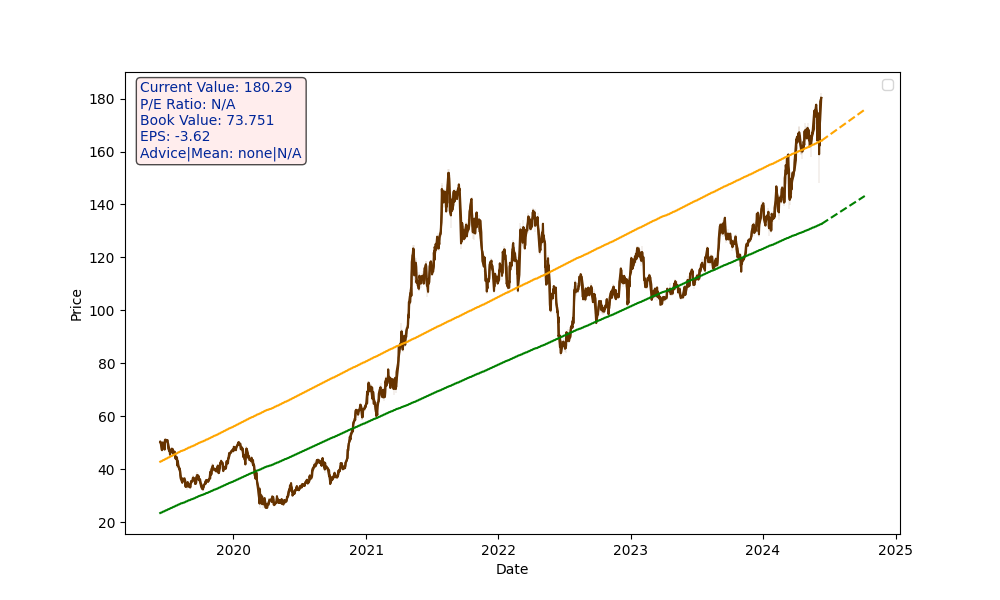 Current Value: 180.29
P/E Ratio: N/A
Book Value: 73.751
EPS: -3.62
Advice|Mean: none|N/A
180
160
140
120
100
80
60
40
20
Price
2020 2021 2022 2023 2024 2025
Date